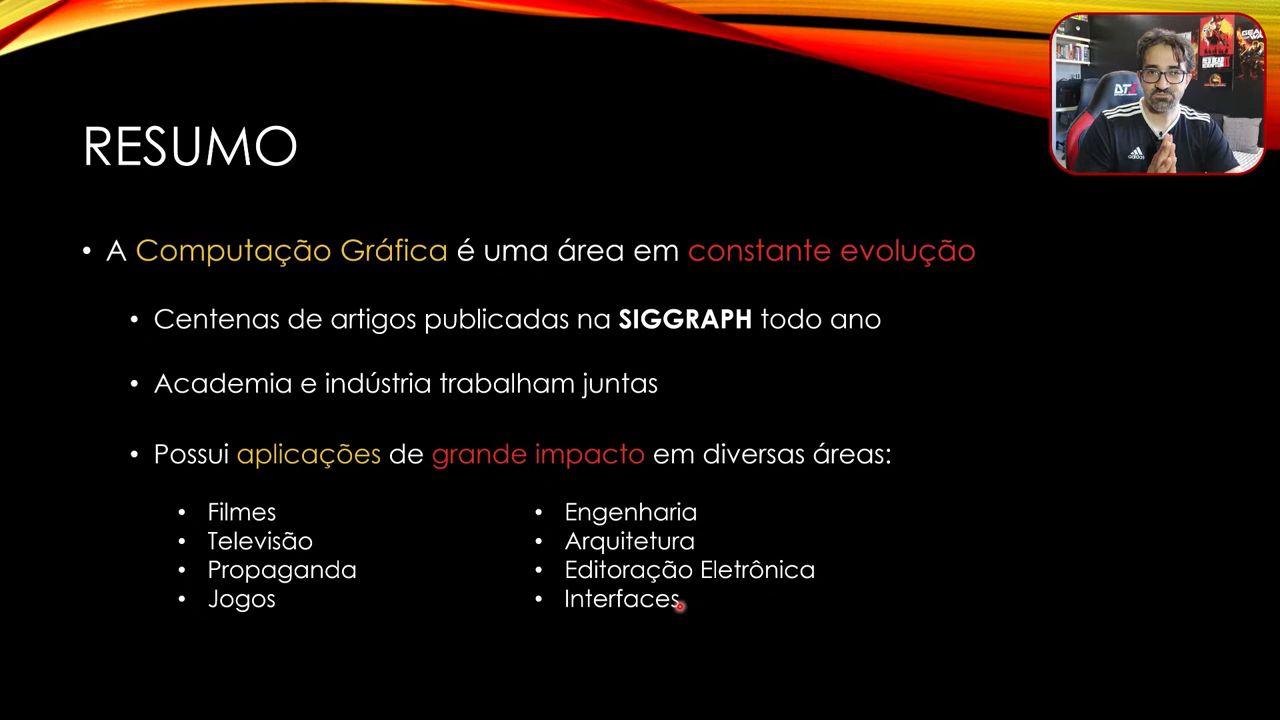 RESUMO
• A Computação Gráfica é uma área em constante evolução
• Centenas de artigos publicadas na SIGGRAPH todo ano
• Academia e indústria trabalham juntas
• Possui aplicações de grande impacto em diversas áreas:
• Filmes
• Televisão
• Propaganda
• Jogos
• Engenharia
• Arquitetura
• Editoração Eletrônica
• Interfaces
adidas